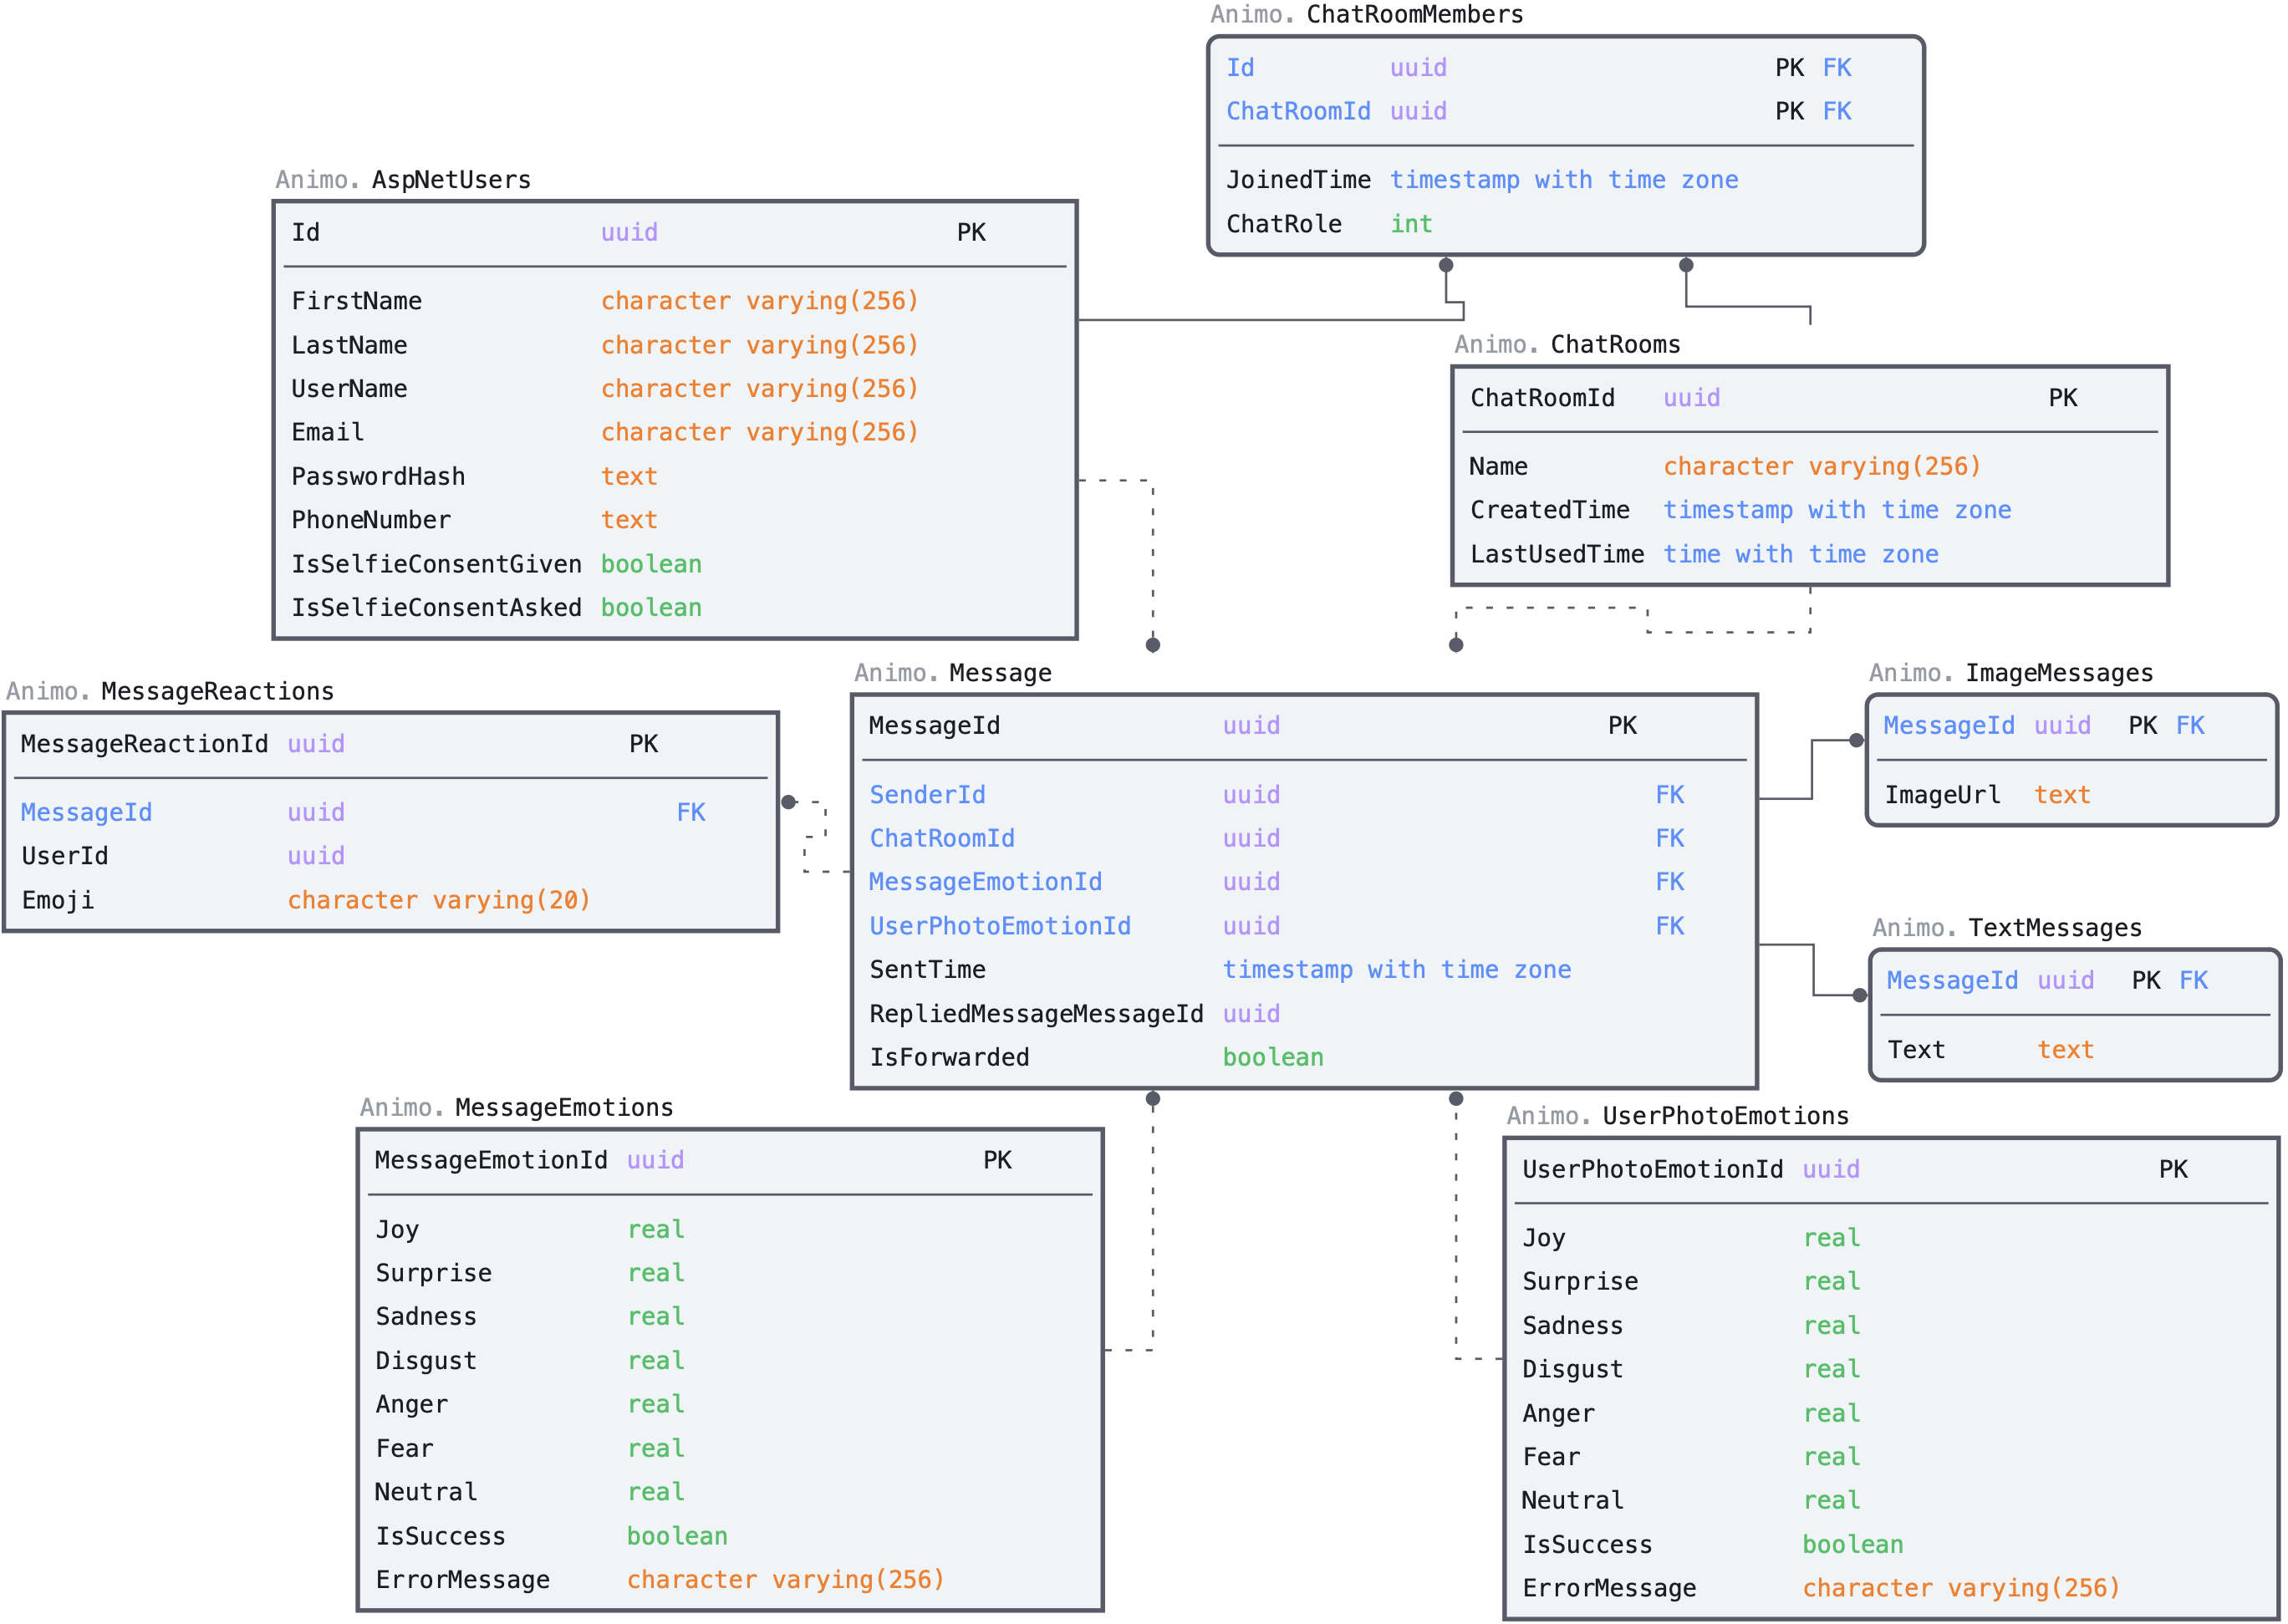 Animo. ChatRoomMembers
Id uuid PK FK
ChatRoomId uuid PK FK
JoinedTime timestamp with time zone
ChatRole int
Animo. AspNetUsers
Id uuid PK
FirstName character varying(256)
LastName character varying(256)
UserName character varying(256)
Email character varying(256)
PasswordHash text
PhoneNumber text
IsSelfieConsentGiven boolean
IsSelfieConsentAsked boolean
Animo. ChatRooms
ChatRoomId uuid PK
Name character varying(256)
CreatedTime timestamp with time zone
LastUsedTime time with time zone
Animo. MessageReactions
MessageReactionId uuid PK
MessageId uuid FK
UserId uuid
Emoji character varying(20)
Animo. Message
MessageId uuid PK
SenderId uuid FK
ChatRoomId uuid FK
MessageEmotionId uuid FK
UserPhotoEmotionId uuid FK
SentTime timestamp with time zone
RepliedMessageMessageId uuid
IsForwarded boolean
Animo. ImageMessages
MessageId uuid PK FK
ImageUrl text
Animo. TextMessages
MessageId uuid PK FK
Text text
Animo. MessageEmotions
MessageEmotionId uuid PK
Joy real
Surprise real
Sadness real
Disgust real
Anger real
Fear real
Neutral real
IsSuccess boolean
ErrorMessage character varying(256)
Animo. UserPhotoEmotions
UserPhotoEmotionId uuid PK
Joy real
Surprise real
Sadness real
Disgust real
Anger real
Fear real
Neutral real
IsSuccess boolean
ErrorMessage character varying(256)